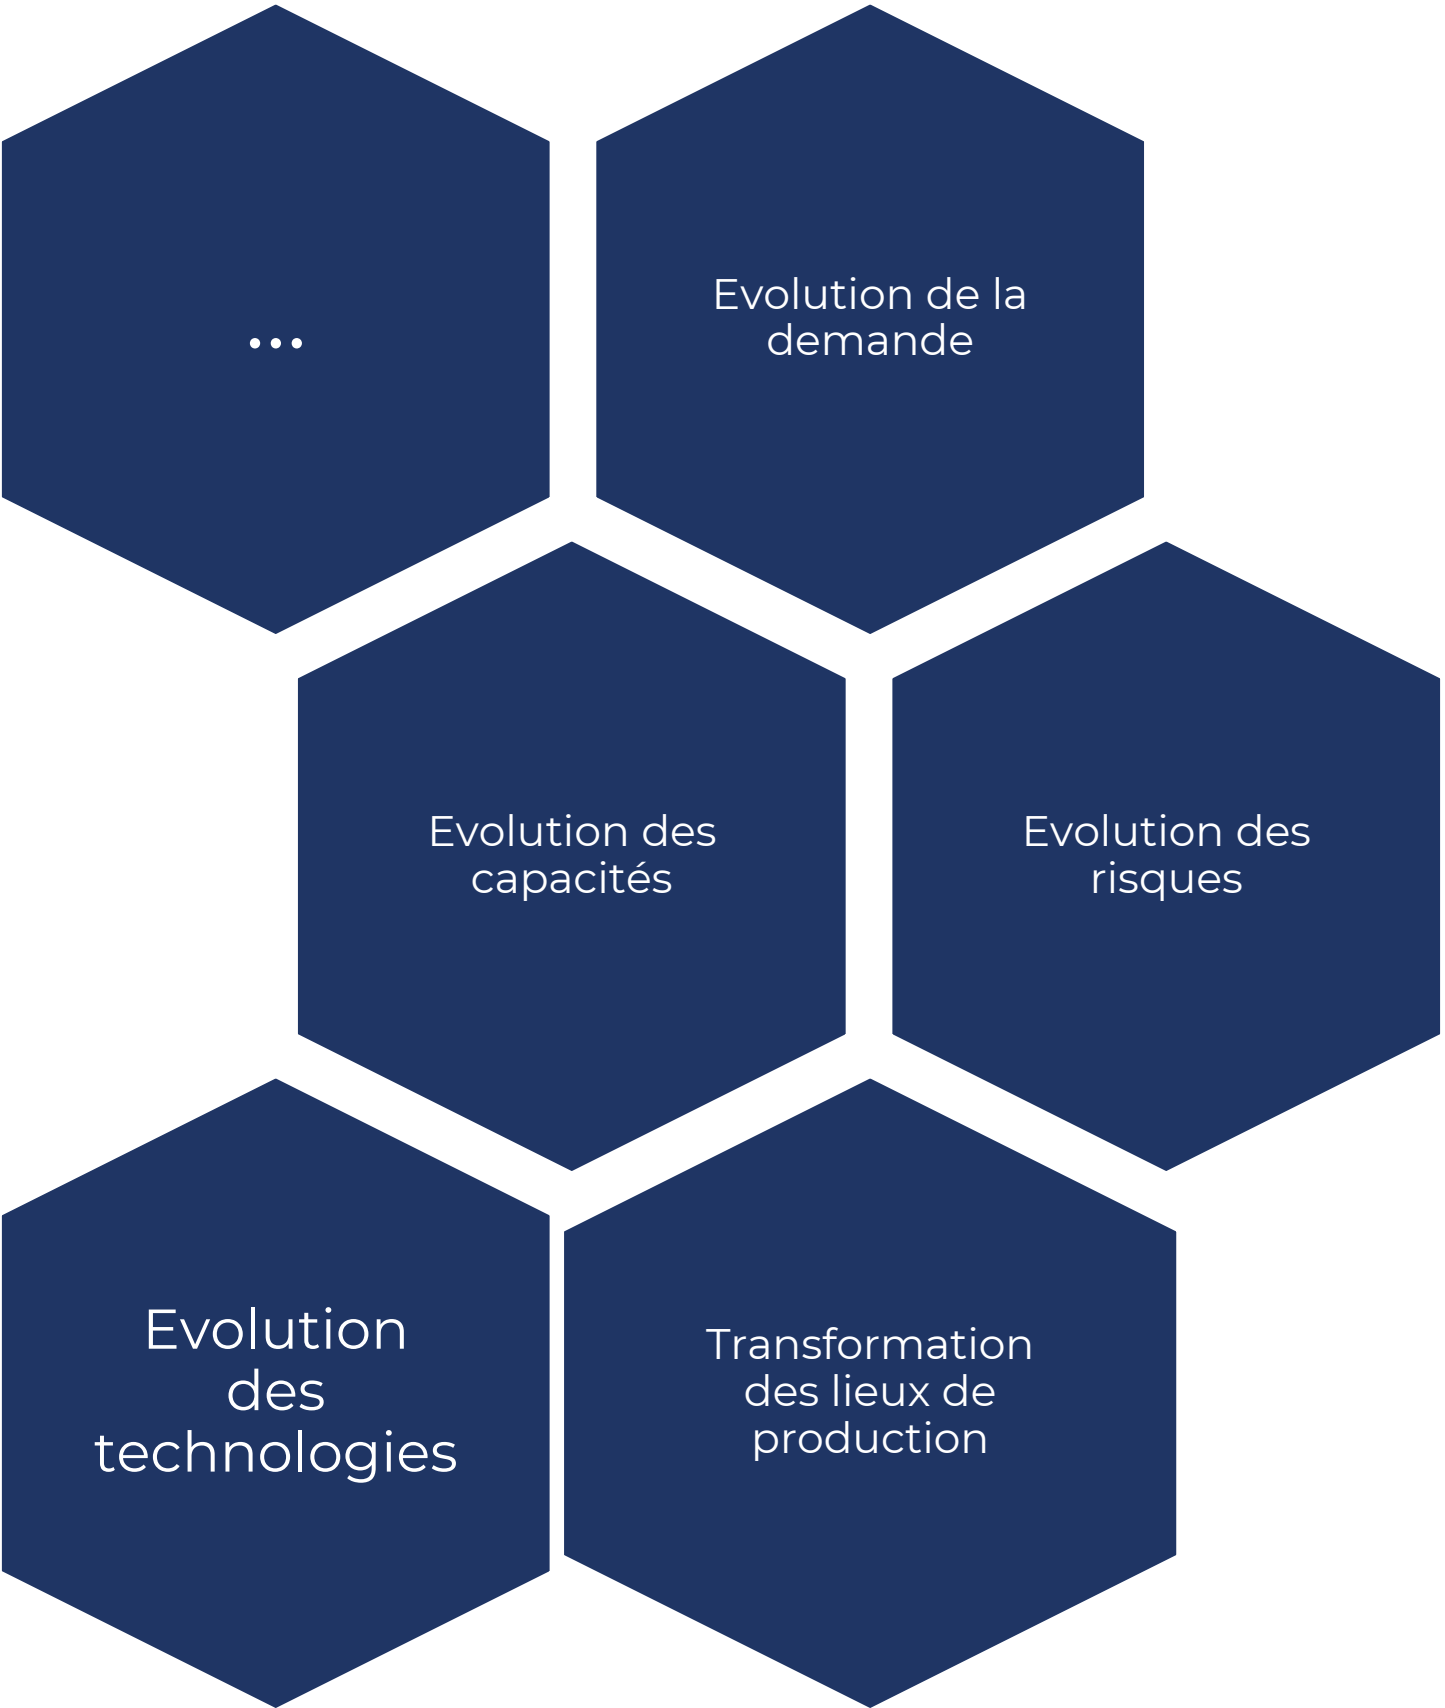 ...
Evolution de la
demande
Evolution des
capacités
Evolution des
risques
Evolution
des
technologies
Transformation
des lieux de
production